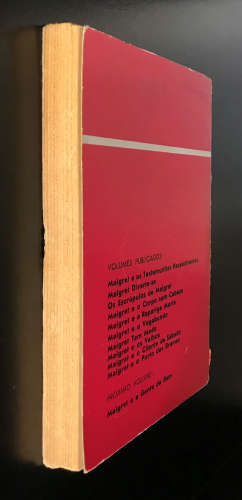 VOLUMES PUBLICADOS:
Maigret e as Testemunhas Recalcitrantes
Maigret Diverte-se
Os Escrúpulos de Maigret
Maigret e o Corpo sem Cabeça
Maigret e a Rapariga Morta
Maigret e o Vagabundo
Maigret Tem Medo
Maigret e os Velhos
Maigret e o Cliente de Sábado
Maigret e o Porto das Brumas
PRÓXIMO VOLUME:
Maigret e a Gente de Bem